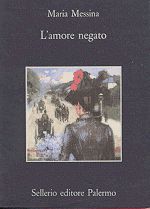 Maria Messina
L'amore negato
Sellerio editore Palermo